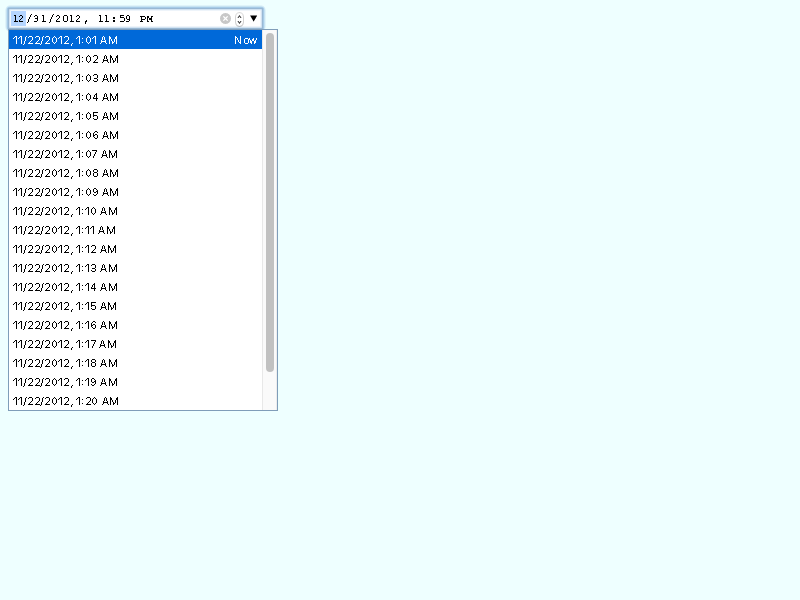 12/31/2012, 11:59 PM
11/22/2012, 1:01 AM Now
11/22/2012, 1:02 AM
11/22/2012, 1:03 AM
11/22/2012, 1:04 AM
11/22/2012, 1:05 AM
11/22/2012, 1:06 AM
11/22/2012, 1:07 AM
11/22/2012, 1:08 AM
11/22/2012, 1:09 AM
11/22/2012, 1:10 AM
11/22/2012, 1:11 AM
11/22/2012, 1:12 AM
11/22/2012, 1:13 AM
11/22/2012, 1:14 AM
11/22/2012, 1:15 AM
11/22/2012, 1:16 AM
11/22/2012, 1:17 AM
11/22/2012, 1:18 AM
11/22/2012, 1:19 AM
11/22/2012, 1:20 AM